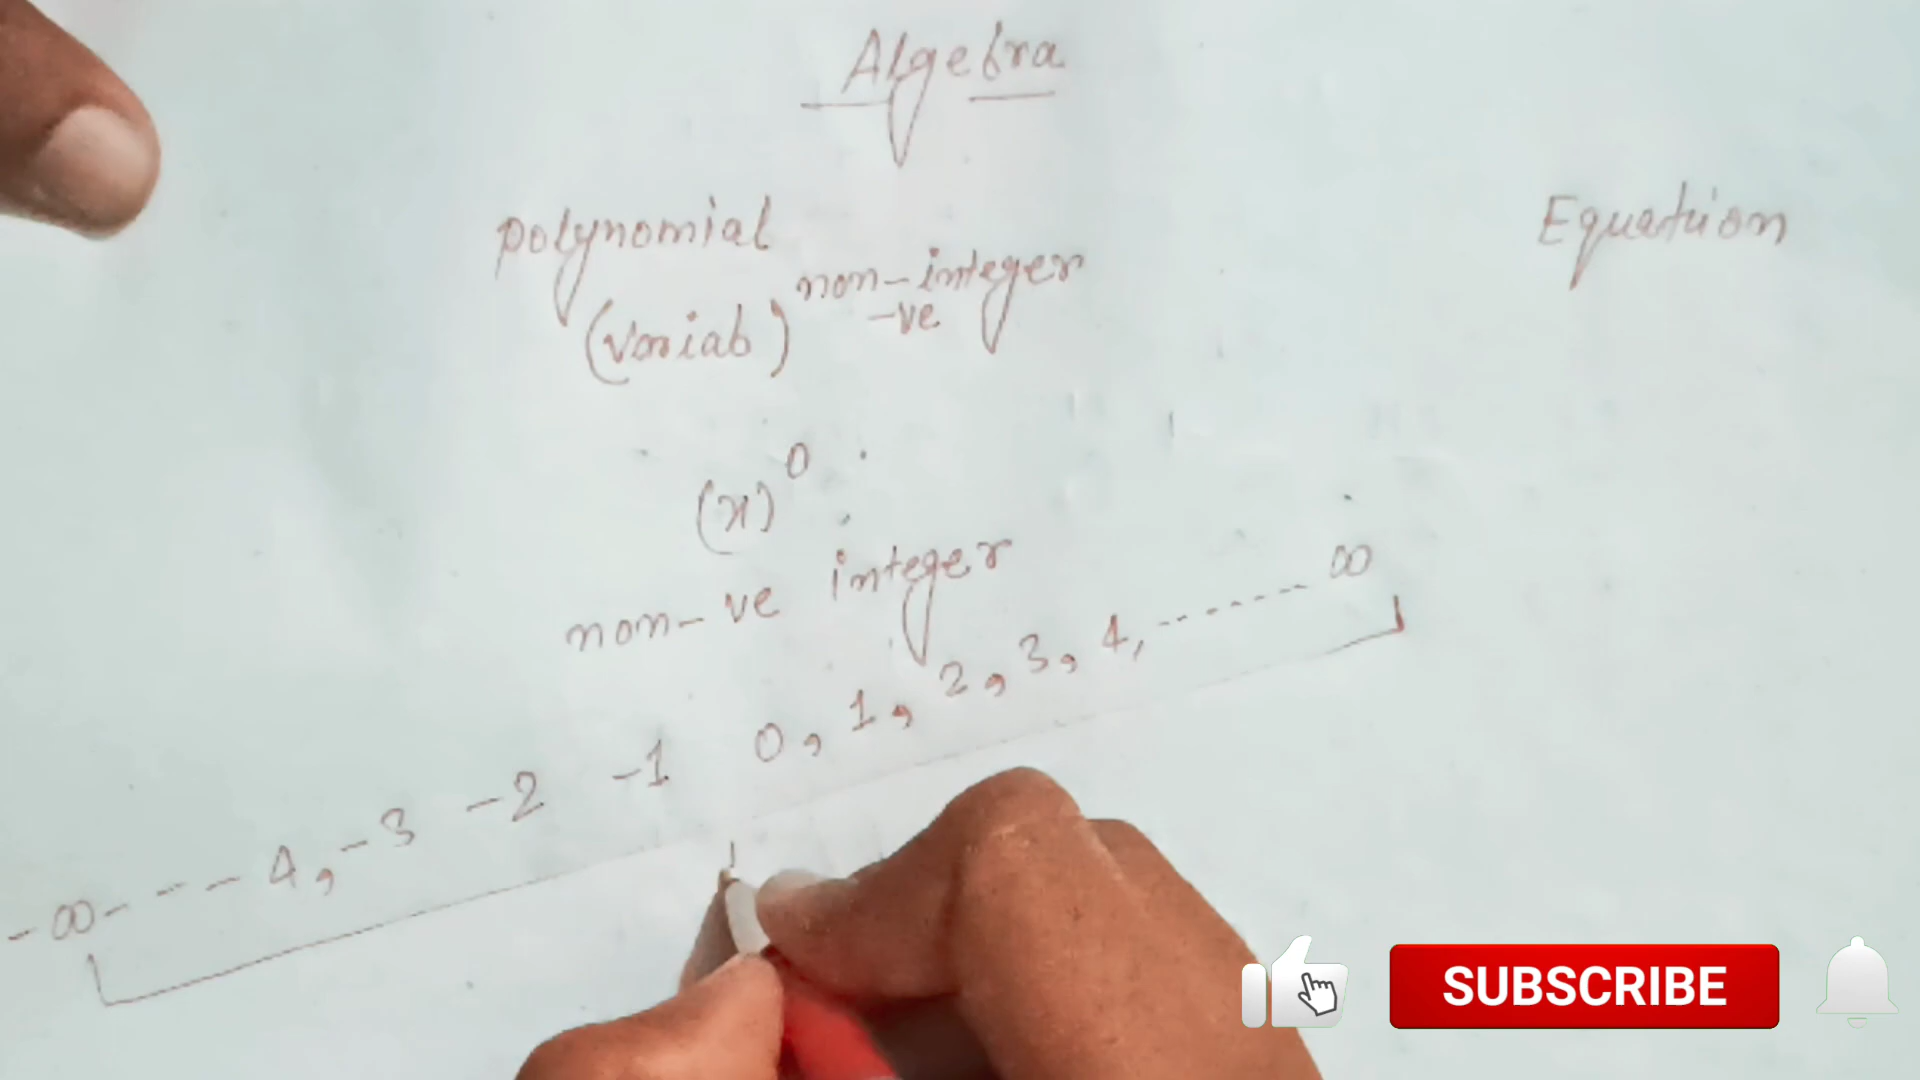 Algebra
polynomial
Equation
(variab) non-integer
-ve
(x)⁰
non-ve integer
-∞- - - - 4, -3 -2 -1 0, 1, 2, 3, 4, -------- ∞
SUBSCRIBE